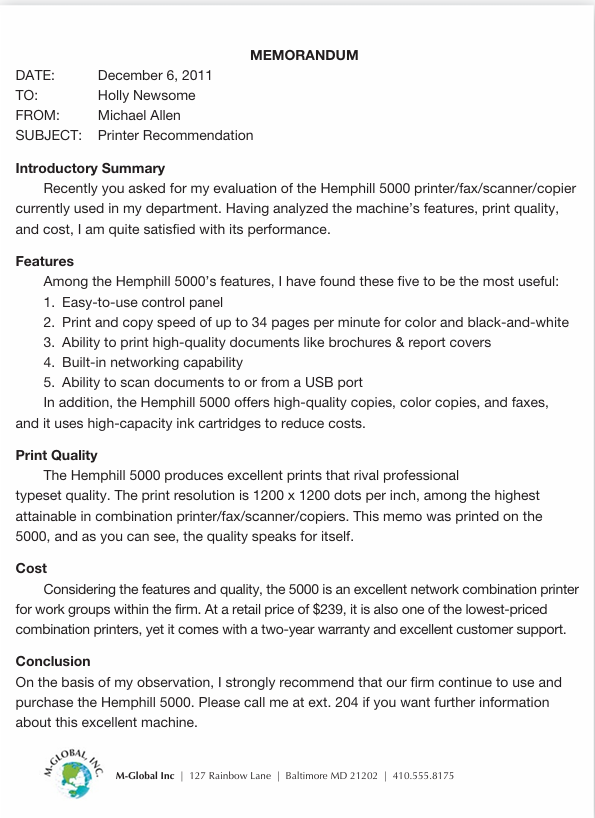 MEMORANDUM
DATE: December 6, 2011
TO: Holly Newsome
FROM: Michael Allen
SUBJECT: Printer Recommendation
Introductory Summary
Recently you asked for my evaluation of the Hemphill 5000 printer/fax/scanner/copier
currently used in my department. Having analyzed the machine's features, print quality,
and cost, I am quite satisfied with its performance.
Features
Among the Hemphill 5000's features, I have found these five to be the most useful:
1. Easy-to-use control panel
2. Print and copy speed of up to 34 pages per minute for color and black-and-white
3. Ability to print high-quality documents like brochures & report covers
4. Built-in networking capability
5. Ability to scan documents to or from a USB port
In addition, the Hemphill 5000 offers high-quality copies, color copies, and faxes,
and it uses high-capacity ink cartridges to reduce costs.
Print Quality
The Hemphill 5000 produces excellent prints that rival professional
typeset quality. The print resolution is 1200 x 1200 dots per inch, among the highest
attainable in combination printer/fax/scanner/copiers. This memo was printed on the
5000, and as you can see, the quality speaks for itself.
Cost
Considering the features and quality, the 5000 is an excellent network combination printer
for work groups within the firm. At a retail price of $239, it is also one of the lowest-priced
combination printers, yet it comes with a two-year warranty and excellent customer support.
Conclusion
On the basis of my observation, I strongly recommend that our firm continue to use and
purchase the Hemphill 5000. Please call me at ext. 204 if you want further information
about this excellent machine.
M-GLOBAL, INC.
M-Global Inc | 127 Rainbow Lane | Baltimore MD 21202 | 410.555.8175